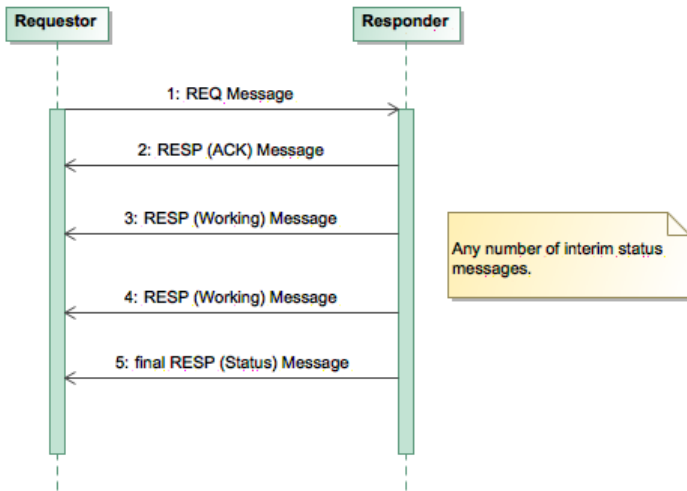 Requestor
Responder
1: REQ Message
2: RESP (ACK) Message
3: RESP (Working) Message
Any number of interim status
messages.
4: RESP (Working) Message
5: final RESP (Status) Message